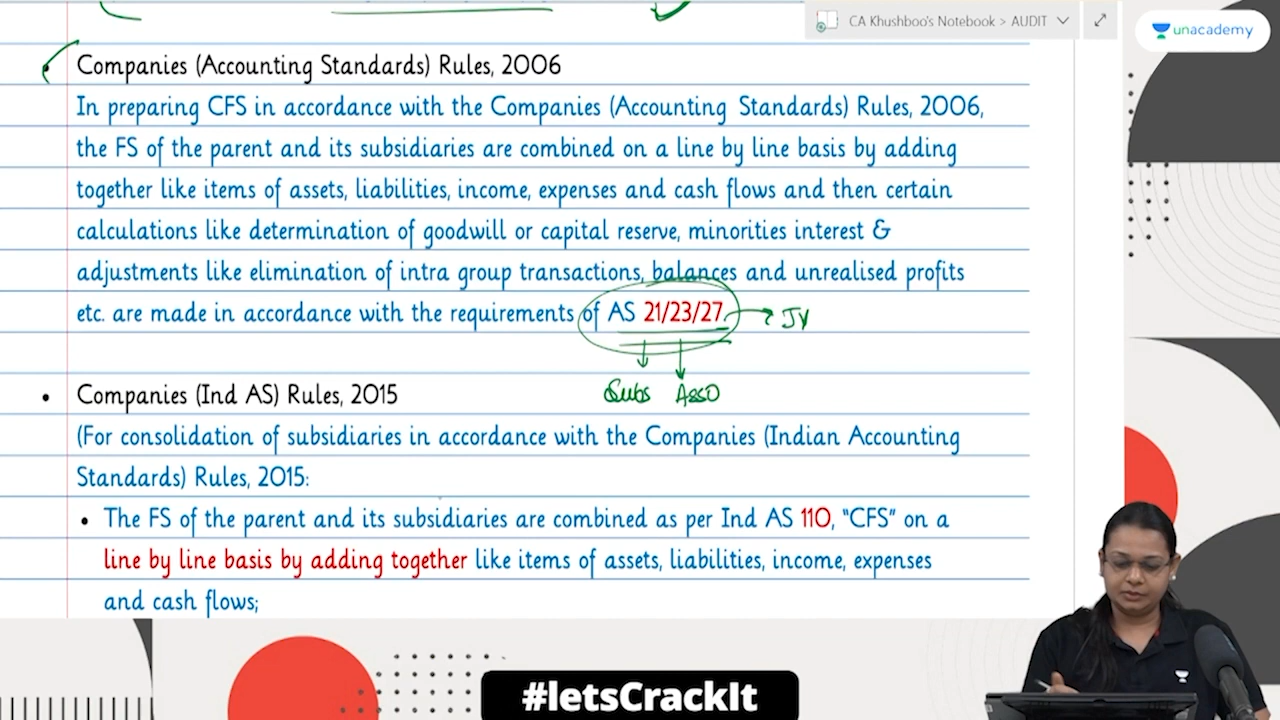 CA Khushboo's Notebook > AUDIT
unacademy
• Companies (Accounting Standards) Rules, 2006
In preparing CFS in accordance with the Companies (Accounting Standards) Rules, 2006,
the FS of the parent and its subsidiaries are combined on a line by line basis by adding
together like items of assets, liabilities, income, expenses and cash flows and then certain
calculations like determination of goodwill or capital reserve, minorities interest &
adjustments like elimination of intra group transactions, balances and unrealised profits
etc. are made in accordance with the requirements of AS 21/23/27
JV
Subs Asso
• Companies (Ind AS) Rules, 2015
(For consolidation of subsidiaries in accordance with the Companies (Indian Accounting
Standards) Rules, 2015:
• The FS of the parent and its subsidiaries are combined as per Ind AS 110, “CFS” on a
line by line basis by adding together like items of assets, liabilities, income, expenses
and cash flows;
#letsCrackIt